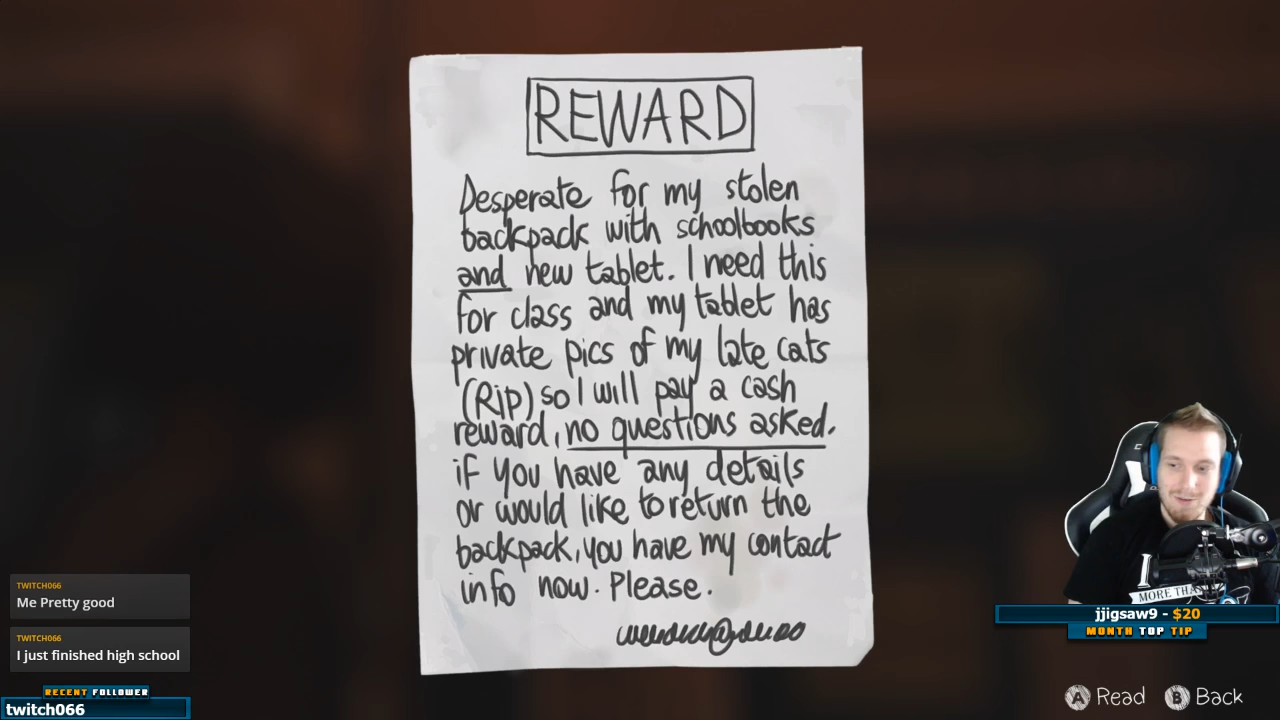 REWARD
Desperate for my stolen
backpack with schoolbooks
and new tablet. I need this
for class and my tablet has
private pics of my late cats
(Rip) so I will pay a cash
reward, no questions asked.
if you have any details
or would like to return the
backpack, you have my contact
info now. Please.
TWITCH066
Me Pretty good
TWITCH066
I just finished high school
RECENT FOLLOWER
twitch066
I
MORE THA
jjigsaw9 - $20
MONTH TOP TIP
A Read B Back